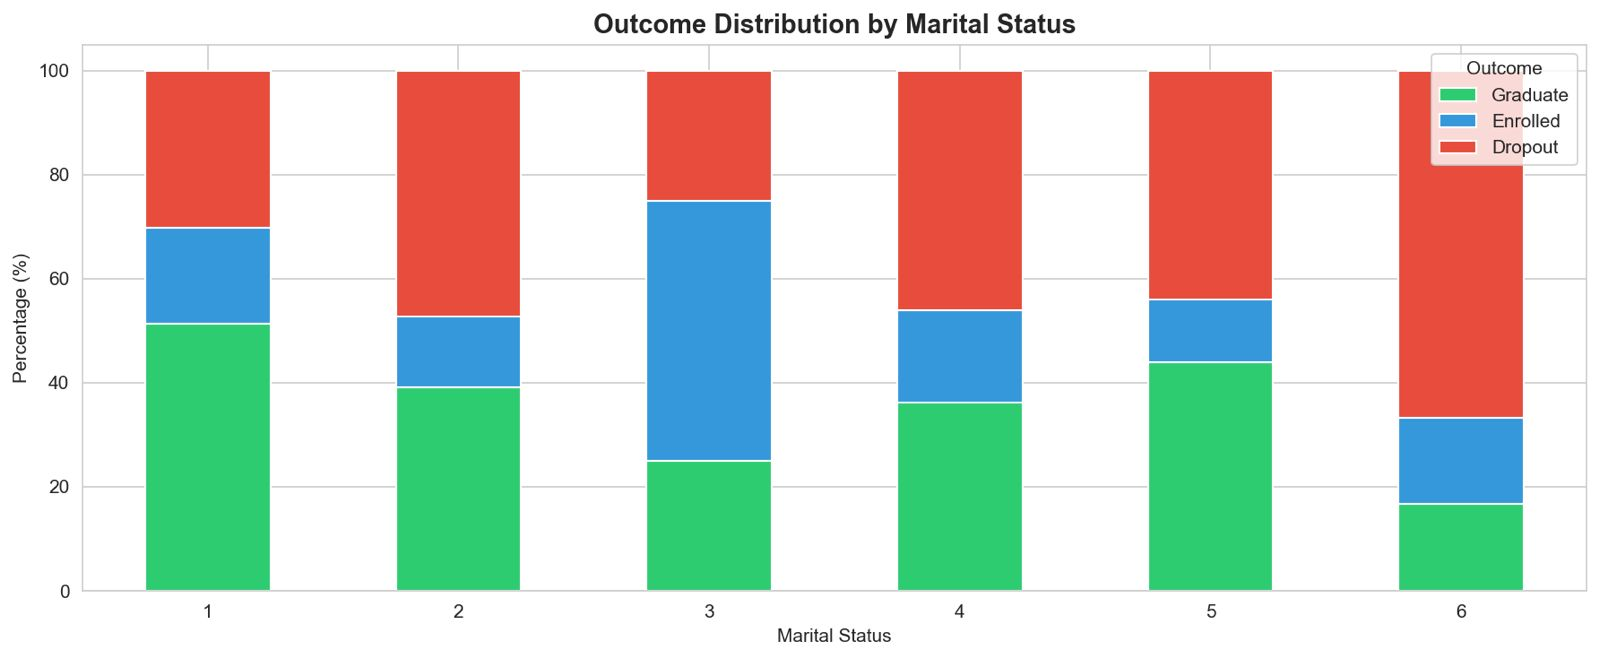 Outcome Distribution by Marital Status
100
80
60
40
20
0
Percentage (%)
Outcome
Graduate
Enrolled
Dropout
1 2 3 4 5 6
Marital Status